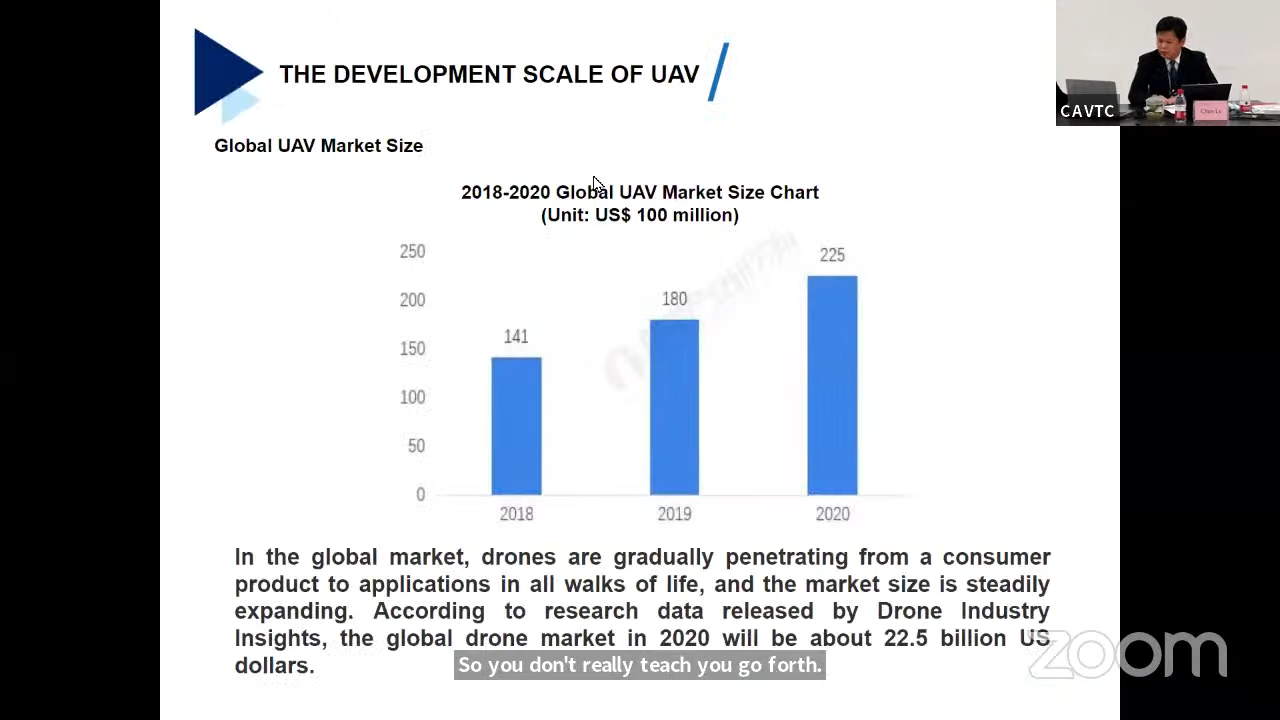 THE DEVELOPMENT SCALE OF UAV
CAVTC
Global UAV Market Size
2018-2020 Global UAV Market Size Chart
(Unit: US$ 100 million)
250
200
150
100
50
0
141
180
225
2018
2019
2020
In the global market, drones are gradually penetrating from a consumer
product to applications in all walks of life, and the market size is steadily
expanding. According to research data released by Drone Industry
Insights, the global drone market in 2020 will be about 22.5 billion US
dollars.
So you don't really teach you go forth.
zoom